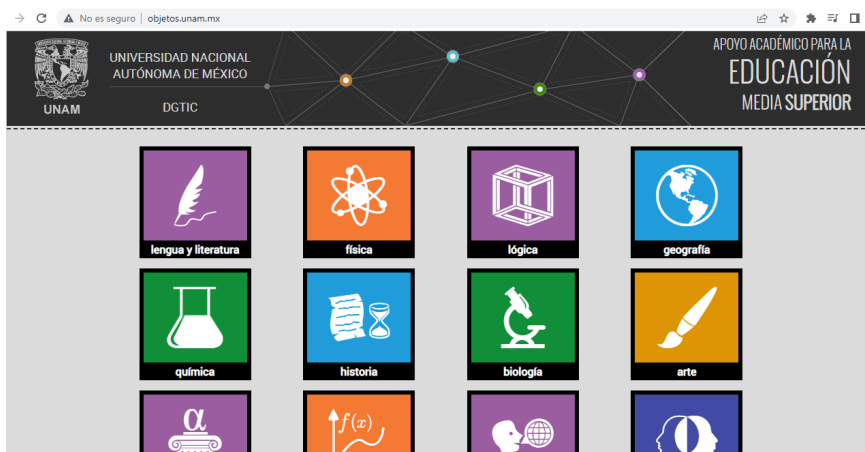 No es seguro | objetos.unam.mx
UNIVERSIDAD NACIONAL
AUTÓNOMA DE MÉXICO
DGTIC
UNAM
APOYO ACADÉMICO PARA LA
EDUCACIÓN
MEDIA SUPERIOR
lengua y literatura
física
lógica
geografía
química
historia
biología
arte
α
f(x)